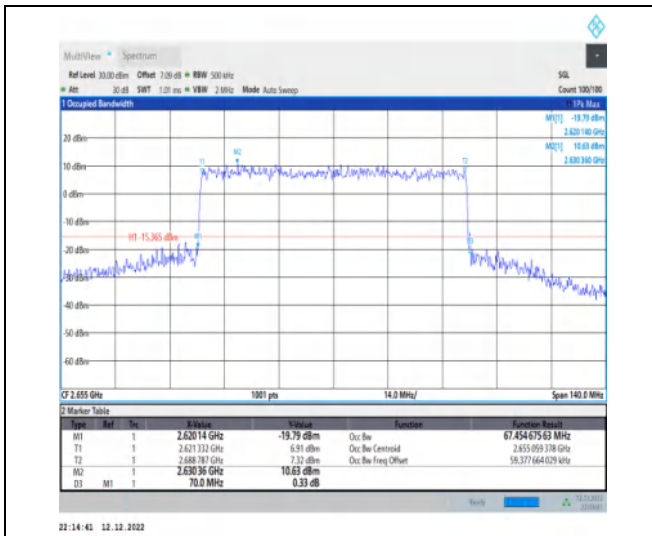 MultiView Spectrum
Ref Level 30.00 dBm Offset 7.09 dB RBW 500 kHz SGL
Att 30 dB SWT 1.01 ms VBW 2 MHz Mode Auto Sweep Count 100/100
1 Occupied Bandwidth 1Pk Max
M1[1] -19.79 dBm
2.620 140 GHz
M2[1] 10.63 dBm
2.630 360 GHz
20 dBm
M2
T1 T2
10 dBm
0 dBm
-10 dBm
H1 -15.365 dBm
M1
D3
-20 dBm
-30 dBm
-40 dBm
-50 dBm
-60 dBm
CF 2.655 GHz 1001 pts 14.0 MHz/ Span 140.0 MHz
2 Marker Table
Type Ref Trc X-Value Y-Value Function Function Result
M1 1 2.62014 GHz -19.79 dBm Occ Bw 67.454 675 63 MHz
T1 1 2.621332 GHz 6.91 dBm Occ Bw Centroid 2.655 059 378 GHz
T2 1 2.688787 GHz 7.32 dBm Occ Bw Freq Offset 59.377 664 029 kHz
M2 1 2.63036 GHz 10.63 dBm
D3 M1 1 70.0 MHz 0.33 dB
Ready 12.12.2022
22:14:41 12.12.2022